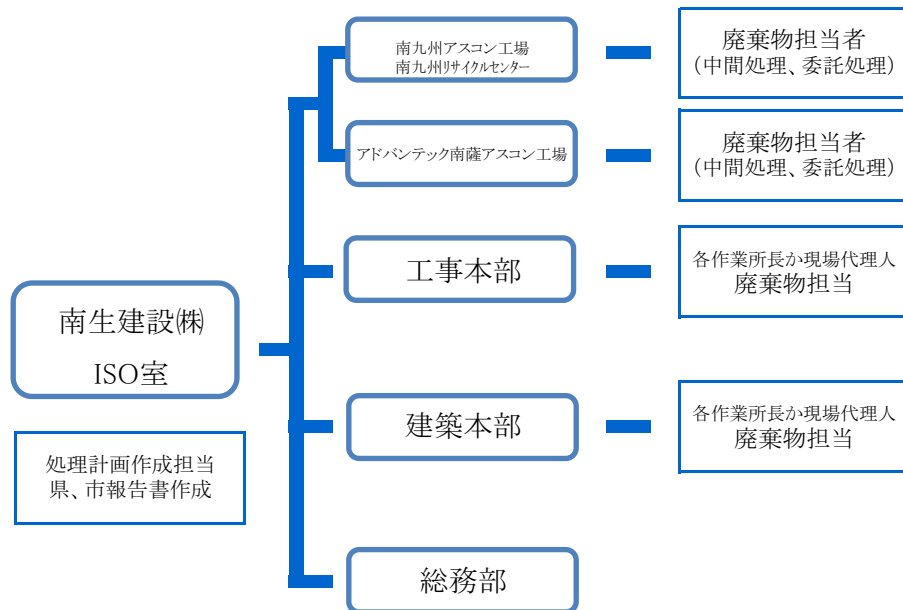 南九州アスコン工場
南九州ﾘｻｲｸﾙｾﾝﾀｰ
廃棄物担当者
（中間処理、委託処理）
アドバンテック南薩アスコン工場
廃棄物担当者
（中間処理、委託処理）
工事本部
各作業所長か現場代理人
廃棄物担当
南生建設㈱
ISO室
建築本部
各作業所長か現場代理人
廃棄物担当
処理計画作成担当
県、市報告書作成
総務部